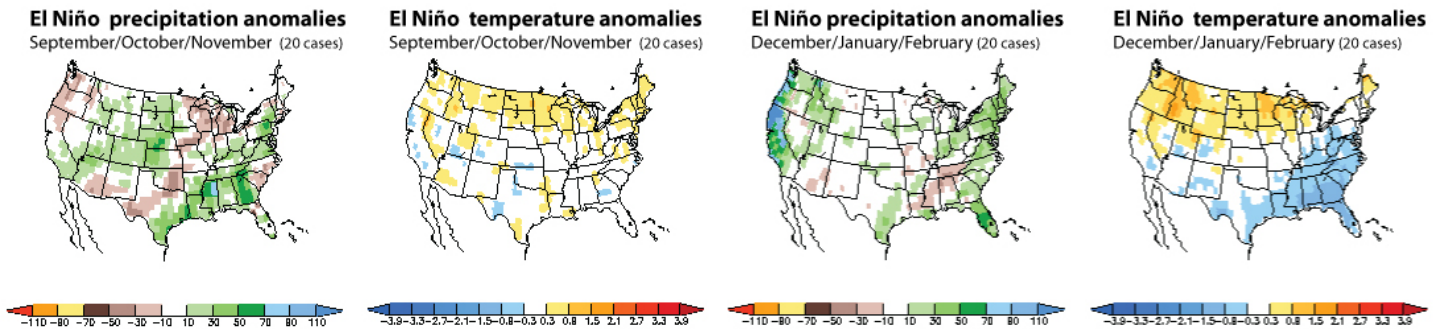 El Niño precipitation anomalies
September/October/November (20 cases)
El Niño temperature anomalies
September/October/November (20 cases)
El Niño precipitation anomalies
December/January/February (20 cases)
El Niño temperature anomalies
December/January/February (20 cases)
−110 −80 −70 −50 −30 −10 10 30 50 70 80 110
−3.9 −3.3 −2.7 −2.1 −1.5 −0.8 −0.3 0.3 0.8 1.5 2.1 2.7 3.3 3.9
−110 −80 −70 −50 −30 −10 10 30 50 70 80 110
−3.9 −3.3 −2.7 −2.1 −1.5 −0.8 −0.3 0.3 0.8 1.5 2.1 2.7 3.3 3.9